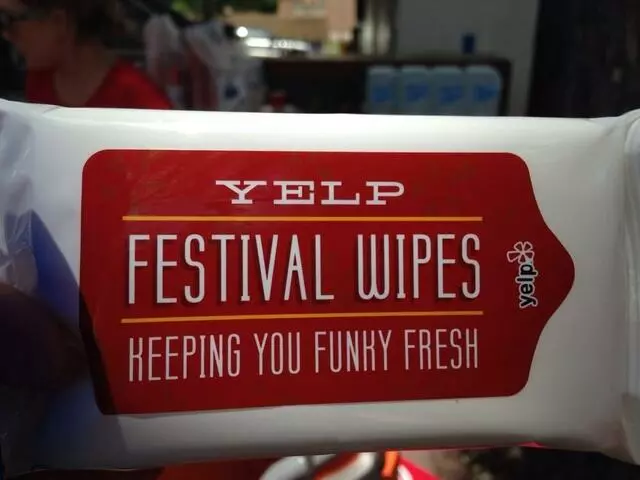 YELP
FESTIVAL WIPES
KEEPING YOU FUNKY FRESH
yelp